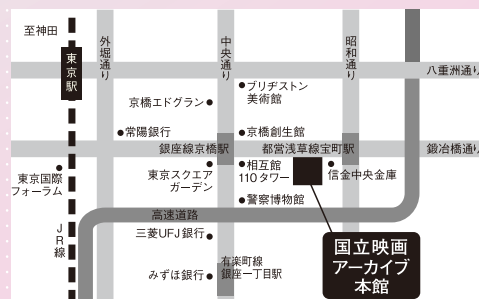 至神田
東京駅
外堀通り
中央通り
昭和通り
八重洲通り
ブリヂストン
美術館
京橋エドグラン
常陽銀行
京橋創生館
銀座線京橋駅
都営浅草線宝町駅
鍛冶橋通り
東京国際
フォーラム
東京スクエア
ガーデン
相互館
110タワー
信金中央金庫
警察博物館
高速道路
JR線
三菱UFJ銀行
みずほ銀行
有楽町線
銀座一丁目駅
国立映画
アーカイブ
本館